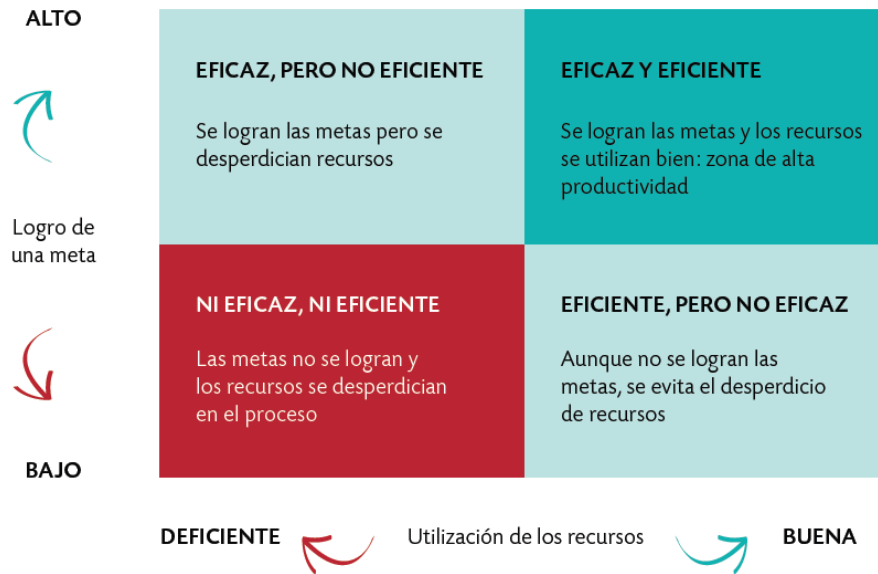 ALTO
EFICAZ, PERO NO EFICIENTE
Se logran las metas pero se
desperdician recursos
EFICAZ Y EFICIENTE
Se logran las metas y los recursos
se utilizan bien: zona de alta
productividad
Logro de
una meta
NI EFICAZ, NI EFICIENTE
Las metas no se logran y
los recursos se desperdician
en el proceso
EFICIENTE, PERO NO EFICAZ
Aunque no se logran las
metas, se evita el desperdicio
de recursos
BAJO
DEFICIENTE
Utilización de los recursos
BUENA